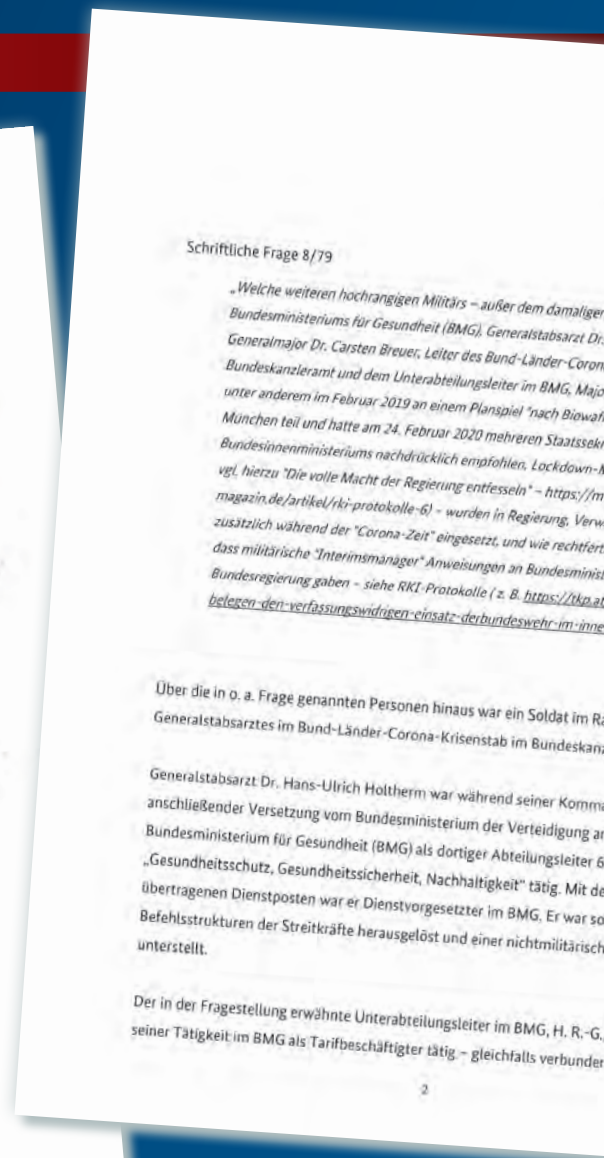 Schriftliche Frage 8/79
„Welche weiteren hochrangigen Militärs – außer dem damaligen
Bundesministeriums für Gesundheit (BMG), Generalstabsarzt Dr.
Generalmajor Dr. Carsten Breuer, Leiter des Bund-Länder-Coron
Bundeskanzleramt und dem Unterabteilungsleiter im BMG, Majo
unter anderem im Februar 2019 an einem Planspiel "nach Biowaf
München teil und hatte am 24. Februar 2020 mehreren Staatssekr
Bundesinnenministeriums nachdrücklich empfohlen, Lockdown-M
vgl. hierzu "Die volle Macht der Regierung entfesseln" – https://m
magazin.de/artikel/rki-protokolle-6) – wurden in Regierung, Verw
zusätzlich während der "Corona-Zeit" eingesetzt, und wie rechtfert
dass militärische "Interimsmanager" Anweisungen an Bundesminist
Bundesregierung gaben – siehe RKI-Protokolle ( z. B. https://tkp.at
belegen-den-verfassungswidrigen-einsatz-derbundeswehr-im-inne
Über die in o. a. Frage genannten Personen hinaus war ein Soldat im Ra
Generalstabsarztes im Bund-Länder-Corona-Krisenstab im Bundeskanz
Generalstabsarzt Dr. Hans-Ulrich Holtherm war während seiner Komma
anschließender Versetzung vom Bundesministerium der Verteidigung an
Bundesministerium für Gesundheit (BMG) als dortiger Abteilungsleiter 6
„Gesundheitsschutz, Gesundheitssicherheit, Nachhaltigkeit" tätig. Mit de
übertragenen Dienstposten war er Dienstvorgesetzter im BMG. Er war so
Befehlsstrukturen der Streitkräfte herausgelöst und einer nichtmilitärisch
unterstellt.
Der in der Fragestellung erwähnte Unterabteilungsleiter im BMG, H. R.-G.,
seiner Tätigkeit im BMG als Tarifbeschäftigter tätig – gleichfalls verbunden
2